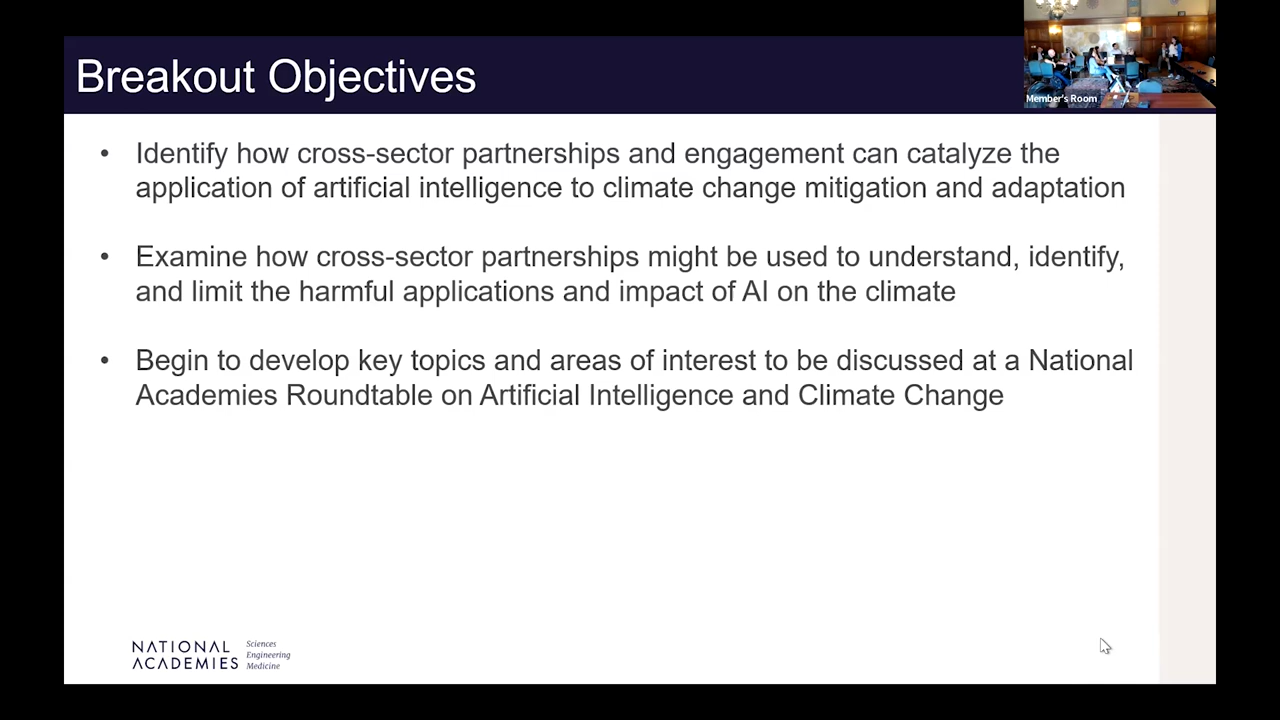 Breakout Objectives
Member's Room
• Identify how cross-sector partnerships and engagement can catalyze the
application of artificial intelligence to climate change mitigation and adaptation
• Examine how cross-sector partnerships might be used to understand, identify,
and limit the harmful applications and impact of AI on the climate
• Begin to develop key topics and areas of interest to be discussed at a National
Academies Roundtable on Artificial Intelligence and Climate Change
NATIONAL
ACADEMIES
Sciences
Engineering
Medicine